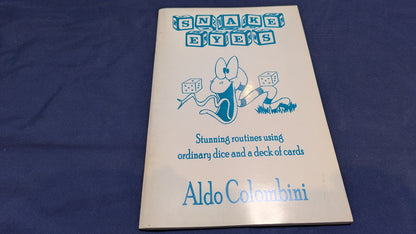 SNAKE
EYES
Stunning routines using
ordinary dice and a deck of cards
Aldo Colombini